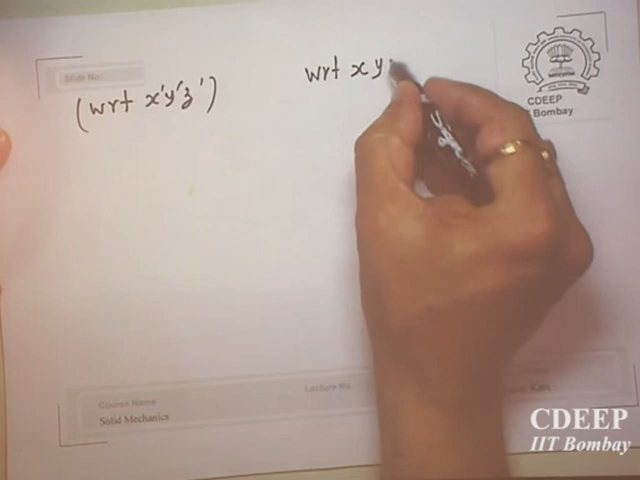 Slide No.
wrt x y
(wrt x'y'z')
CDEEP
IIT Bombay
Course Name
Solid Mechanics
Lecture No.
CDEEP
IIT Bombay